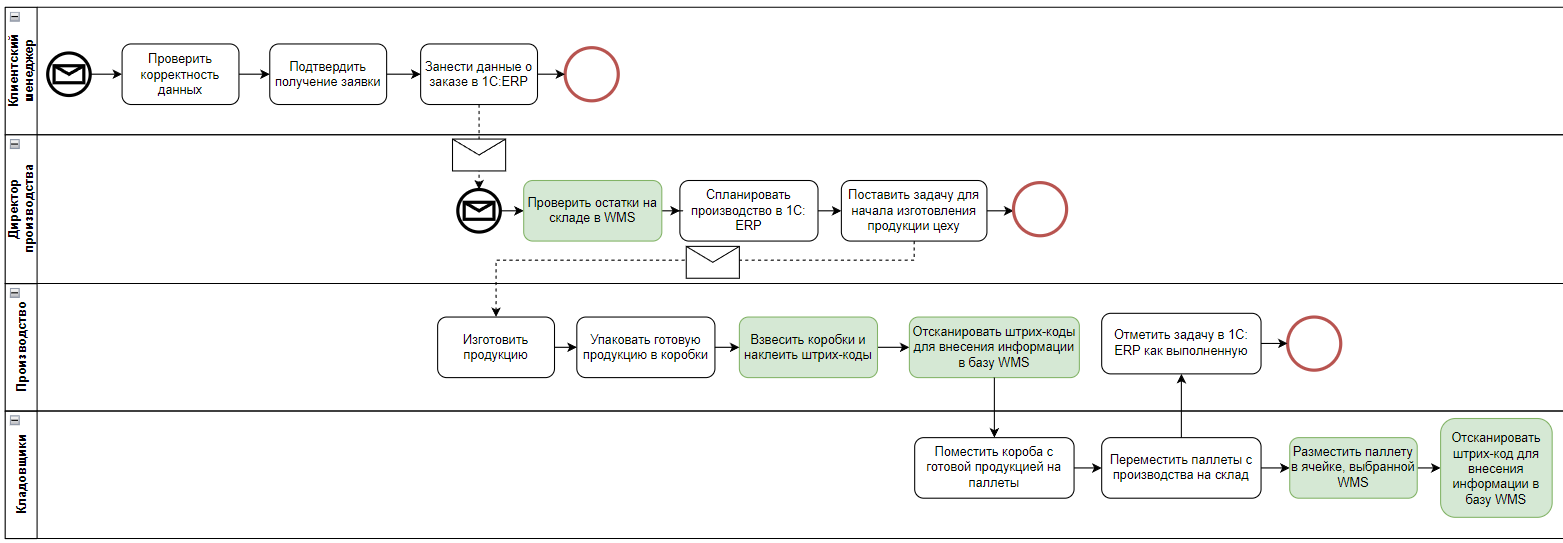 Клиентский
менеджер
Проверить
корректность
данных
Подтвердить
получение заявки
Занести данные о
заказе в 1С:ERP
Директор
производства
Проверить остатки на
складе в WMS
Спланировать
производство в 1С:
ERP
Поставить задачу для
начала изготовления
продукции цеху
Производство
Изготовить
продукцию
Упаковать готовую
продукцию в коробки
Взвесить коробки и
наклеить штрих-коды
Отсканировать штрих-коды
для внесения информации
в базу WMS
Отметить задачу в 1С:
ERP как выполненную
Кладовщики
Поместить короба с
готовой продукцией на
паллеты
Переместить паллеты с
производства на склад
Разместить паллету
в ячейке, выбранной
WMS
Отсканировать
штрих-код для
внесения
информации в
базу WMS